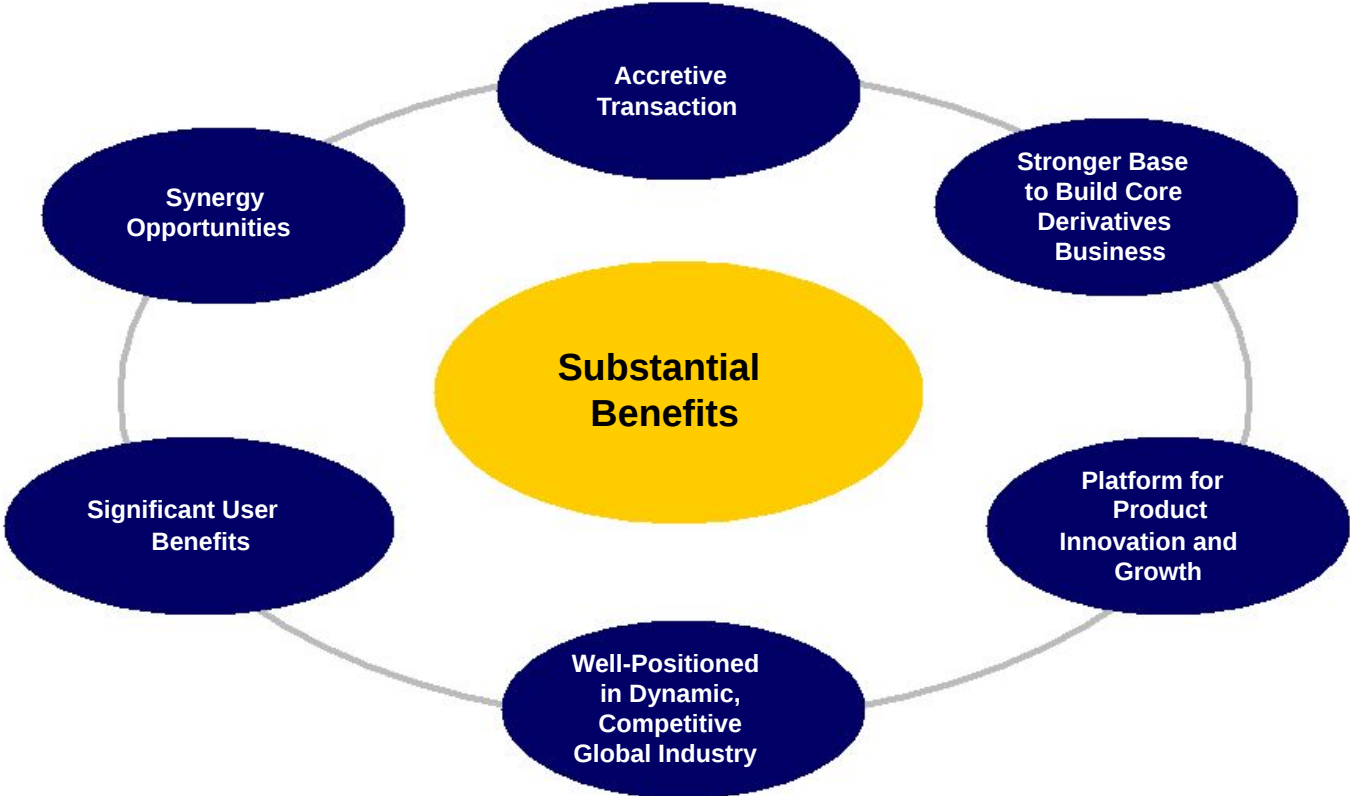 Accretive
Transaction
Stronger Base
to Build Core
Derivatives
Business
Synergy
Opportunities
Substantial
Benefits
Platform for
Product
Innovation and
Growth
Significant User
Benefits
Well-Positioned
in Dynamic,
Competitive
Global Industry